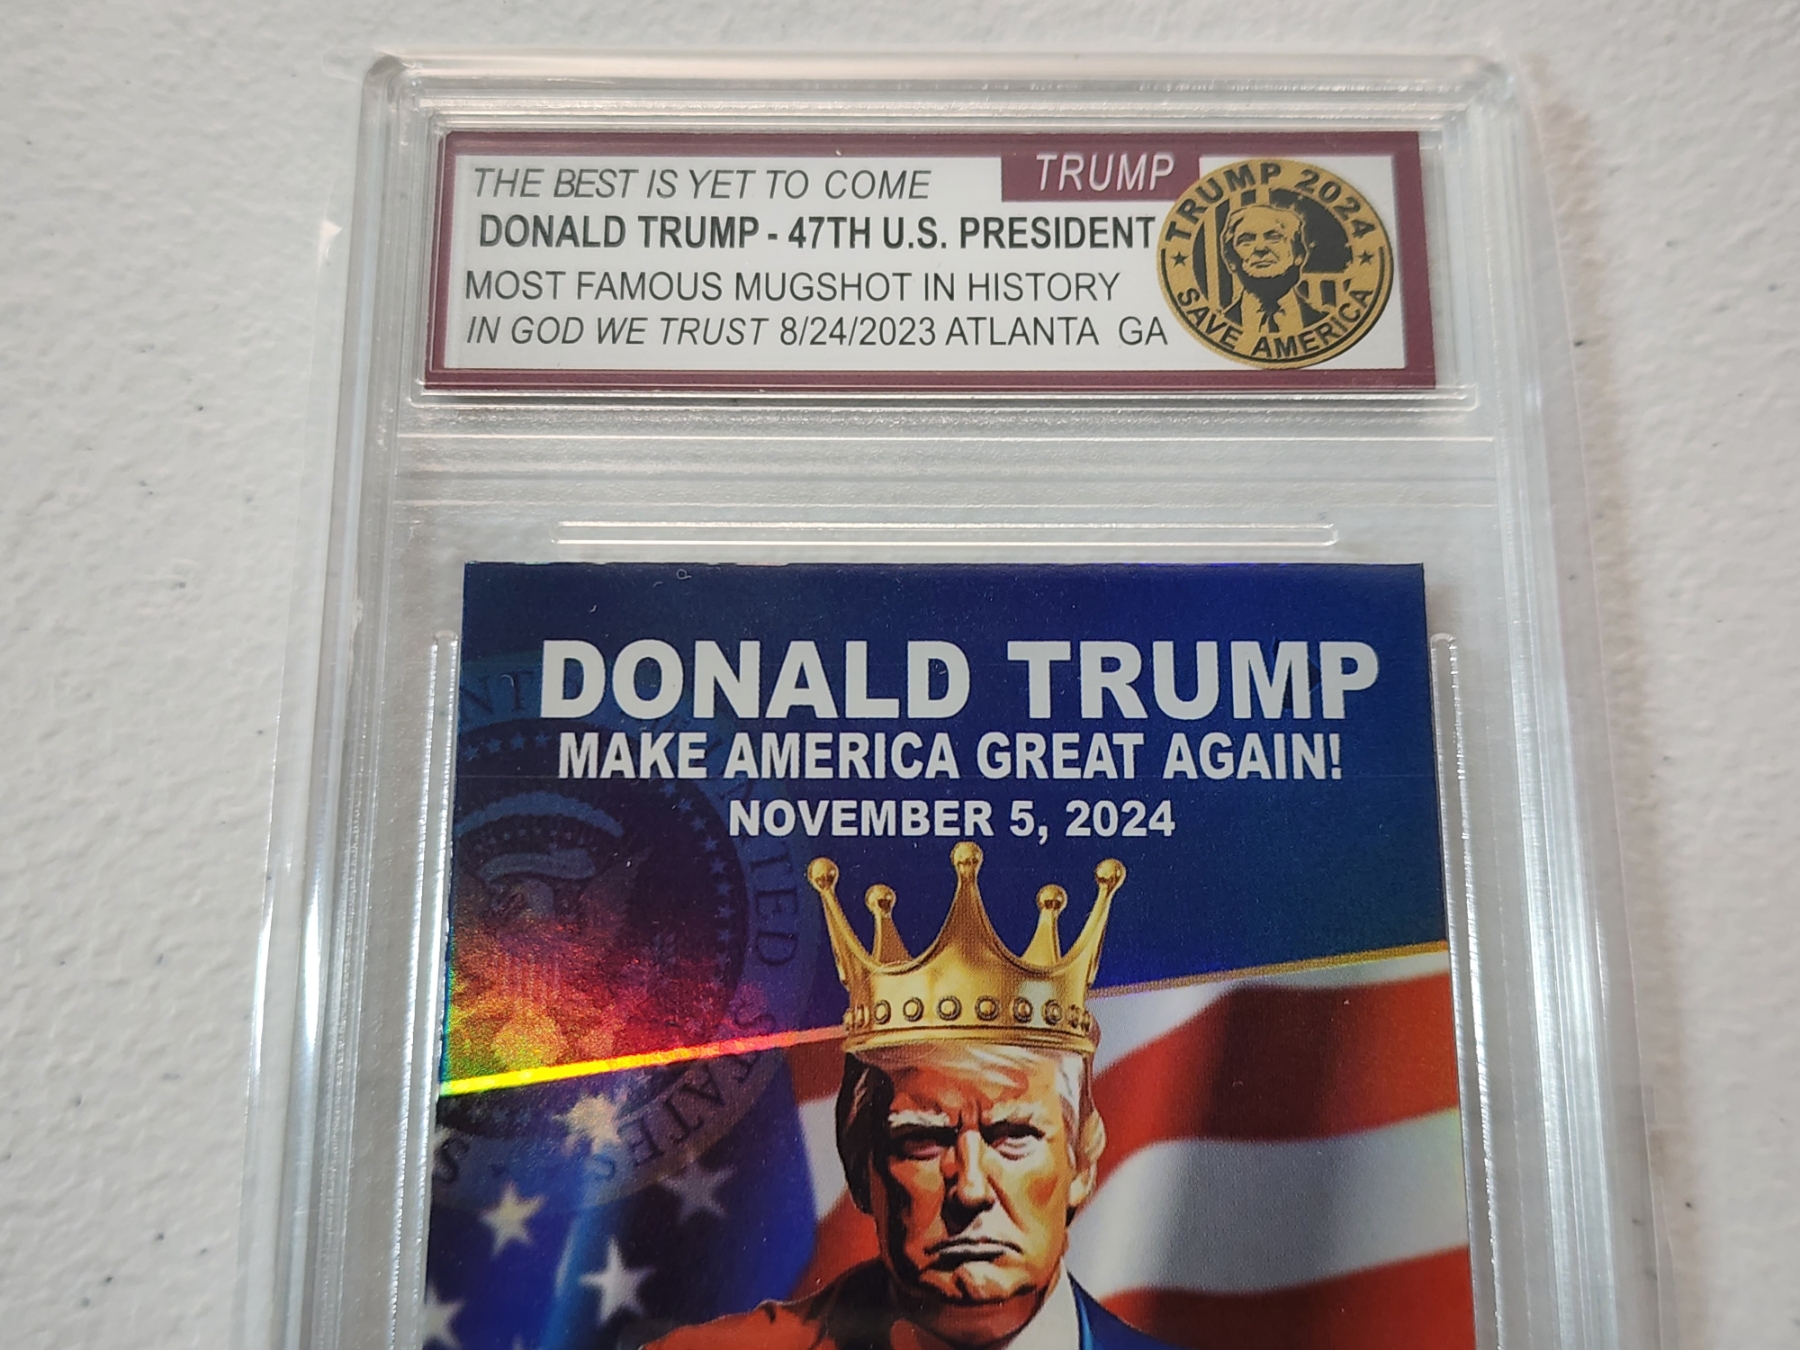 THE BEST IS YET TO COME
TRUMP
DONALD TRUMP - 47TH U.S. PRESIDENT
MOST FAMOUS MUGSHOT IN HISTORY
IN GOD WE TRUST 8/24/2023 ATLANTA GA
TRUMP 2024
SAVE AMERICA
DONALD TRUMP
MAKE AMERICA GREAT AGAIN!
NOVEMBER 5, 2024
UNITED STATES